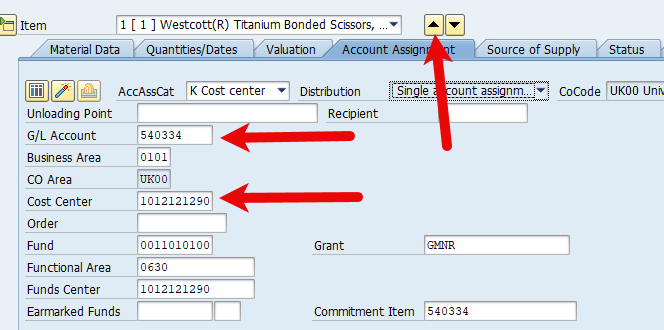 Item 1 [ 1 ] Westcott(R) Titanium Bonded Scissors, ...
Material Data Quantities/Dates Valuation Account Assignment Source of Supply Status
AccAssCat K Cost center Distribution Single account assignm... CoCode UK00 Univ
Unloading Point Recipient
G/L Account 540334
Business Area 0101
CO Area UK00
Cost Center 1012121290
Order
Fund 0011010100 Grant GMNR
Functional Area 0630
Funds Center 1012121290
Earmarked Funds Commitment Item 540334